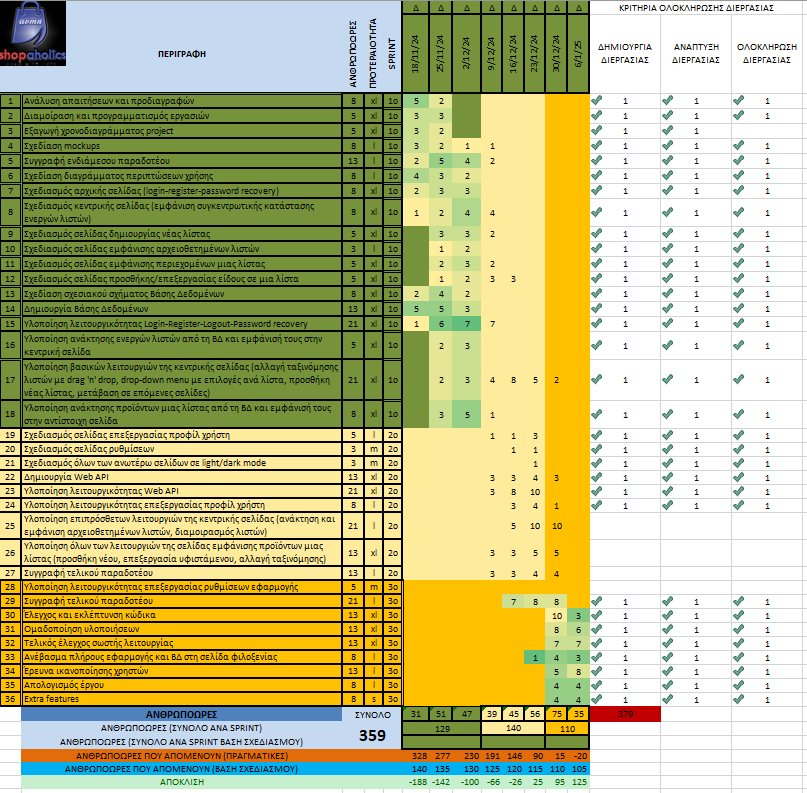 αυπν
shopaholics
ΠΕΡΙΓΡΑΦΗ ΑΝΘΡΩΠΟΩΡΕΣ ΠΡΟΤΕΡΑΙΟΤΗΤΑ SPRINT
Δ Δ Δ Δ Δ Δ Δ Δ
18/11/24 25/11/24 2/12/24 9/12/24 16/12/24 23/12/24 30/12/24 6/1/25
ΚΡΙΤΗΡΙΑ ΟΛΟΚΛΗΡΩΣΗΣ ΔΙΕΡΓΑΣΙΑΣ
ΔΗΜΙΟΥΡΓΙΑ ΑΝΑΠΤΥΞΗ ΟΛΟΚΛΗΡΩΣΗ
ΔΙΕΡΓΑΣΙΑΣ ΔΙΕΡΓΑΣΙΑΣ ΔΙΕΡΓΑΣΙΑΣ
1 Ανάλυση απαιτήσεων και προδιαγραφών 8 xl 1o 5 2 1 1 1
2 Διαμοίραση και προγραμματισμός εργασιών 5 xl 1o 3 3 1 1 1
3 Εξαγωγή χρονοδιαγράμματος project 5 xl 1o 3 2 1 1
4 Σχεδίαση mockups 8 l 1o 3 2 1 1 1 1 1
5 Συγγραφή ενδιάμεσου παραδοτέου 13 l 1o 2 5 4 2 1 1 1
6 Σχεδίαση διαγράμματος περιπτώσεων χρήσης 8 l 1o 4 3 2 1 1 1
7 Σχεδιασμός αρχικής σελίδας (login-register-password recovery) 8 xl 1o 2 3 3 1 1 1
8 Σχεδιασμός κεντρικής σελίδας (εμφάνιση συγκεντρωτικής κατάστασης
ενεργών λιστών) 8 xl 1o 1 2 4 4 1 1 1
9 Σχεδιασμός σελίδας δημιουργίας νέας λίστας 5 xl 1o 3 3 2 1 1 1
10 Σχεδιασμός σελίδας εμφάνισης αρχειοθετημένων λιστών 3 l 1o 1 2 1 1 1
11 Σχεδιασμός σελίδας εμφάνισης περιεχομένων μιας λίστας 5 xl 1o 2 3 2 1 1 1
12 Σχεδιασμός σελίδας προσθήκης/επεξεργασίας είδους σε μια λίστα 5 xl 1o 1 2 3 3 1 1 1
13 Σχεδίαση σχεσιακού σχήματος Βάσης Δεδομένων 8 xl 1o 2 4 2 1 1 1
14 Δημιουργία Βάσης Δεδομένων 13 xl 1o 5 5 3 1 1 1
15 Υλοποίηση λειτουργικότητας Login-Register-Logout-Password recovery 21 xl 1o 1 6 7 7 1 1 1
16 Υλοποίηση ανάκτησης ενεργών λιστών από τη ΒΔ και εμφάνισή τους στην
κεντρική σελίδα 5 xl 1o 2 3 1 1 1
17 Υλοποίηση βασικών λειτουργιών της κεντρικής σελίδας (αλλαγή ταξινόμησης
λιστών με drag 'n' drop, drop-down menu με επιλογές ανά λίστα, προσθήκη
νέας λίστας, μετάβαση σε επόμενες σελίδες) 21 xl 1o 2 3 4 8 5 2 1 1 1
18 Υλοποίηση ανάκτησης προϊόντων μιας λίστας από τη ΒΔ και εμφάνισή τους
στην αντίστοιχη σελίδα 8 xl 1o 3 5 1 1 1 1
19 Σχεδιασμός σελίδας επεξεργασίας προφίλ χρήστη 5 l 2o 1 1 3 1 1 1
20 Σχεδιασμός σελίδας ρυθμίσεων 3 m 2o 1 1 1 1 1
21 Σχεδιασμός όλων των ανωτέρω σελίδων σε light/dark mode 3 m 2o 1 1 1 1
22 Δημιουργία Web API 13 xl 2o 3 3 4 3 1 1 1
23 Υλοποίηση λειτουργικότητας Web API 21 xl 2o 3 8 10 1 1 1
24 Υλοποίηση λειτουργικότητας επεξεργασίας προφίλ χρήστη 8 l 2o 3 4 1 1 1 1
25 Υλοποίηση επιπρόσθετων λειτουργιών της κεντρικής σελίδας (ανάκτηση και
εμφάνιση αρχειοθετημένων λιστών, διαμοιρασμός λιστών) 21 l 2o 5 10 10
26 Υλοποίηση όλων των λειτουργιών της σελίδας εμφάνισης προϊόντων μιας
λίστας (προσθήκη νέου, επεξεργασία υφιστάμενου, αλλαγή ταξινόμησης) 13 xl 2o 3 3 5 5
27 Συγγραφή τελικού παραδοτέου 13 l 2o 3 3 4 4
28 Υλοποίηση λειτουργικότητας επεξεργασίας ρυθμίσεων εφαρμογής 5 m 3o
29 Συγγραφή τελικού παραδοτέου 21 l 3o 7 8 8 1 1 1
30 Έλεγχος και εκλέπτυνση κώδικα 13 xl 3o 10 3 1 1 1
31 Ομαδοποίηση υλοποιήσεων 13 xl 3o 8 6 1 1 1
32 Τελικός έλεγχος σωστής λειτουργίας 13 xl 3o 7 7 1 1 1
33 Ανέβασμα πλήρους εφαρμογής και ΒΔ στη σελίδα φιλοξενίας 8 l 3o 1 4 3 1 1 1
34 Έρευνα ικανοποίησης χρηστών 13 l 3o 5 8 1 1 1
35 Απολογισμός έργου 8 l 3o 4 4 1 1 1
36 Extra features 8 s 3o 4 4 1 1 1
ΑΝΘΡΩΠΟΩΡΕΣ ΣΥΝΟΛΟ 31 51 47 39 45 56 75 35 379
ΑΝΘΡΩΠΟΩΡΕΣ (ΣΥΝΟΛΟ ΑΝΑ SPRINT) 359 129 140 110
ΑΝΘΡΩΠΟΩΡΕΣ (ΣΥΝΟΛΟ ΑΝΑ SPRINT ΒΑΣΗ ΣΧΕΔΙΑΣΜΟΥ)
ΑΝΘΡΩΠΟΩΡΕΣ ΠΟΥ ΑΠΟΜΕΝΟΥΝ (ΠΡΑΓΜΑΤΙΚΕΣ) 328 277 230 191 146 90 15 -20
ΑΝΘΡΩΠΟΩΡΕΣ ΠΟΥ ΑΠΟΜΕΝΟΥΝ (ΒΑΣΗ ΣΧΕΔΙΑΣΜΟΥ) 140 135 130 125 120 115 110 105
ΑΠΟΚΛΙΣΗ -188 -142 -100 -66 -26 25 95 125